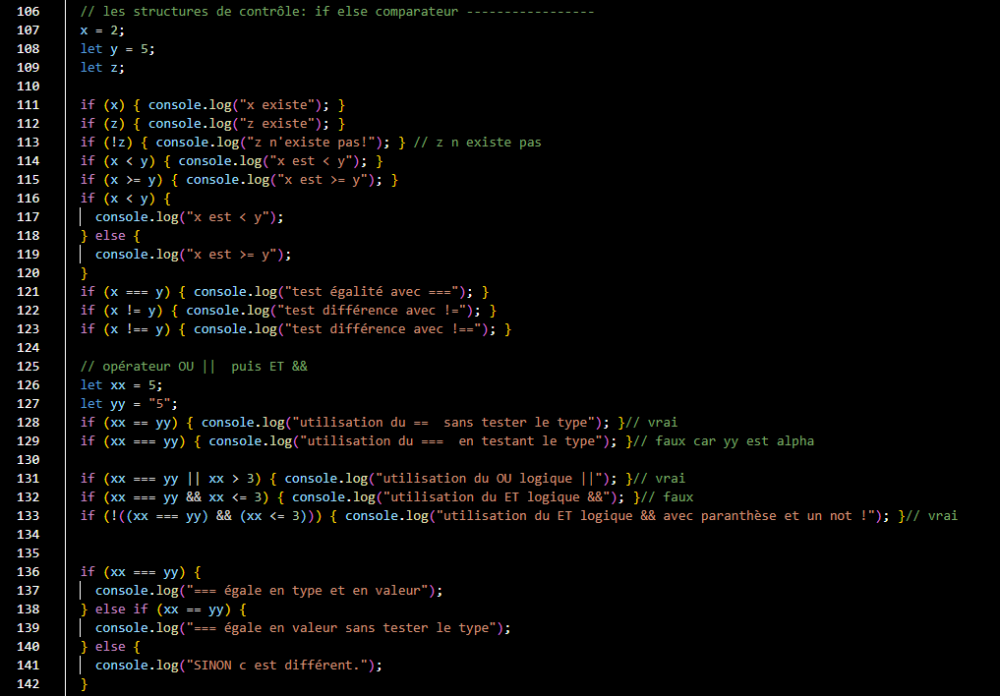 106 // les structures de contrôle: if else comparateur -----------------
107 x = 2;
108 let y = 5;
109 let z;
110
111 if (x) { console.log("x existe"); }
112 if (z) { console.log("z existe"); }
113 if (!z) { console.log("z n'existe pas!"); } // z n existe pas
114 if (x < y) { console.log("x est < y"); }
115 if (x >= y) { console.log("x est >= y"); }
116 if (x < y) {
117   console.log("x est < y");
118 } else {
119   console.log("x est >= y");
120 }
121 if (x === y) { console.log("test égalité avec ==="); }
122 if (x != y) { console.log("test différence avec !="); }
123 if (x !== y) { console.log("test différence avec !=="); }
124
125 // opérateur OU ||  puis ET &&
126 let xx = 5;
127 let yy = "5";
128 if (xx == yy) { console.log("utilisation du ==  sans tester le type"); }// vrai
129 if (xx === yy) { console.log("utilisation du ===  en testant le type"); }// faux car yy est alpha
130
131 if (xx === yy || xx > 3) { console.log("utilisation du OU logique ||"); }// vrai
132 if (xx === yy && xx <= 3) { console.log("utilisation du ET logique &&"); }// faux
133 if (!((xx === yy) && (xx <= 3))) { console.log("utilisation du ET logique && avec paranthèse et un not !"); }// vrai
134
135
136 if (xx === yy) {
137   console.log("=== égale en type et en valeur");
138 } else if (xx == yy) {
139   console.log("=== égale en valeur sans tester le type");
140 } else {
141   console.log("SINON c est différent.");
142 }